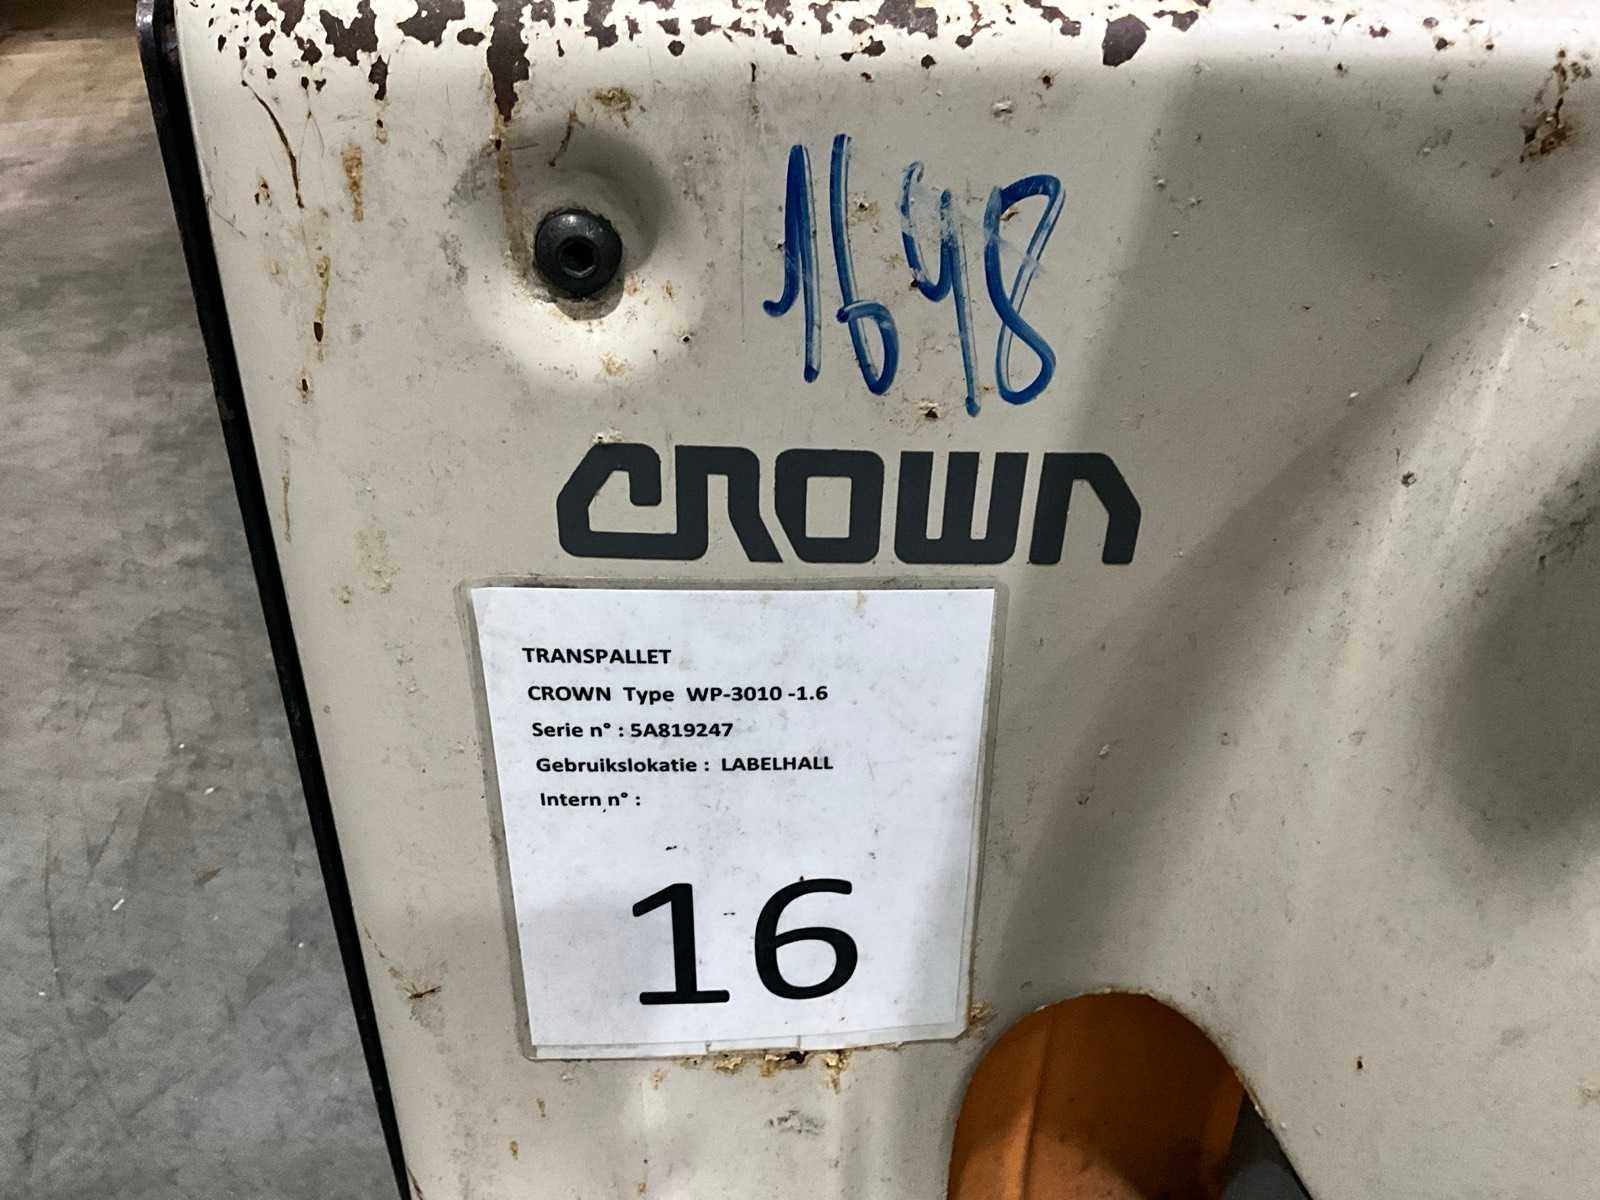 1648
CROWN
TRANSPALLET
CROWN Type WP-3010 -1.6
Serie n° : 5A819247
Gebruikslokatie : LABELHALL
Intern n° :
16